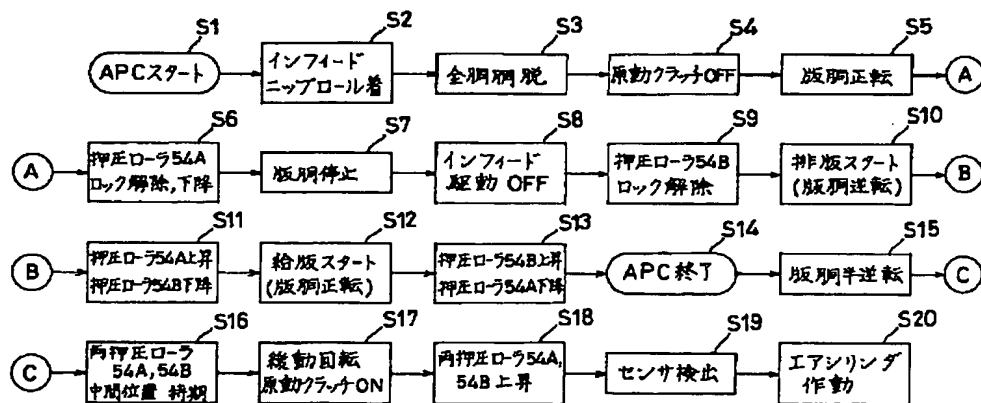 S1
S2
S3
S4
S5
APCスタート
インフィード
ニップロール着
全胴胴脱
原動クラッチOFF
版胴正転
A
S6
S7
S8
S9
S10
A
押圧ローラ54A
ロック解除,下降
版胴停止
インフィード
駆動 OFF
押圧ローラ54B
ロック解除
排版スタート
(版胴逆転)
B
S11
S12
S13
S14
S15
B
押圧ローラ54A上昇
押圧ローラ54B下降
給版スタート
(版胴正転)
押圧ローラ54B上昇
押圧ローラ54A下降
APC終了
版胴半逆転
C
S16
S17
S18
S19
S20
C
両押圧ローラ
54A,54B
中間位置 待期
緩動回転
原動クラッチON
両押圧ローラ54A,
54B上昇
センサ検出
エアシリンダ
作動